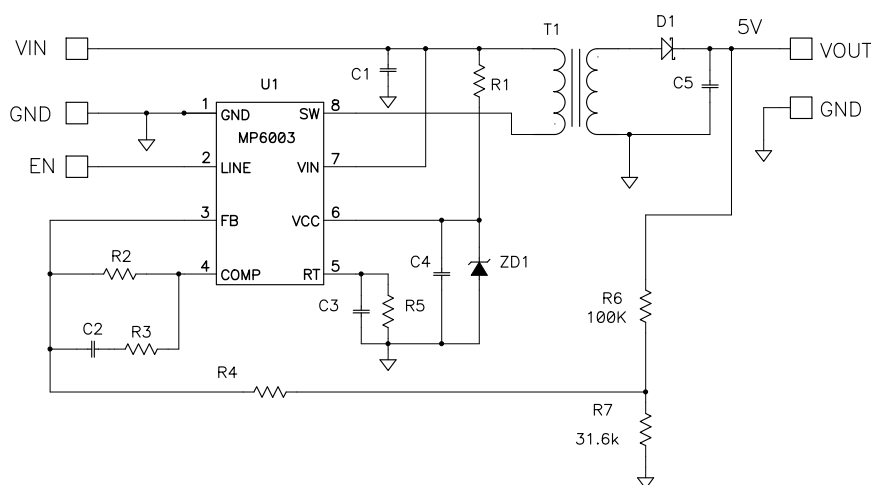 T1
D1
5V
VIN
VOUT
C1
R1
C5
U1
GND
1
GND
SW
8
GND
MP6003
EN
2
LINE
VIN
7
3
FB
VCC
6
R2
4
COMP
RT
5
C4
ZD1
C3
R5
R6
100K
C2
R3
R4
R7
31.6k